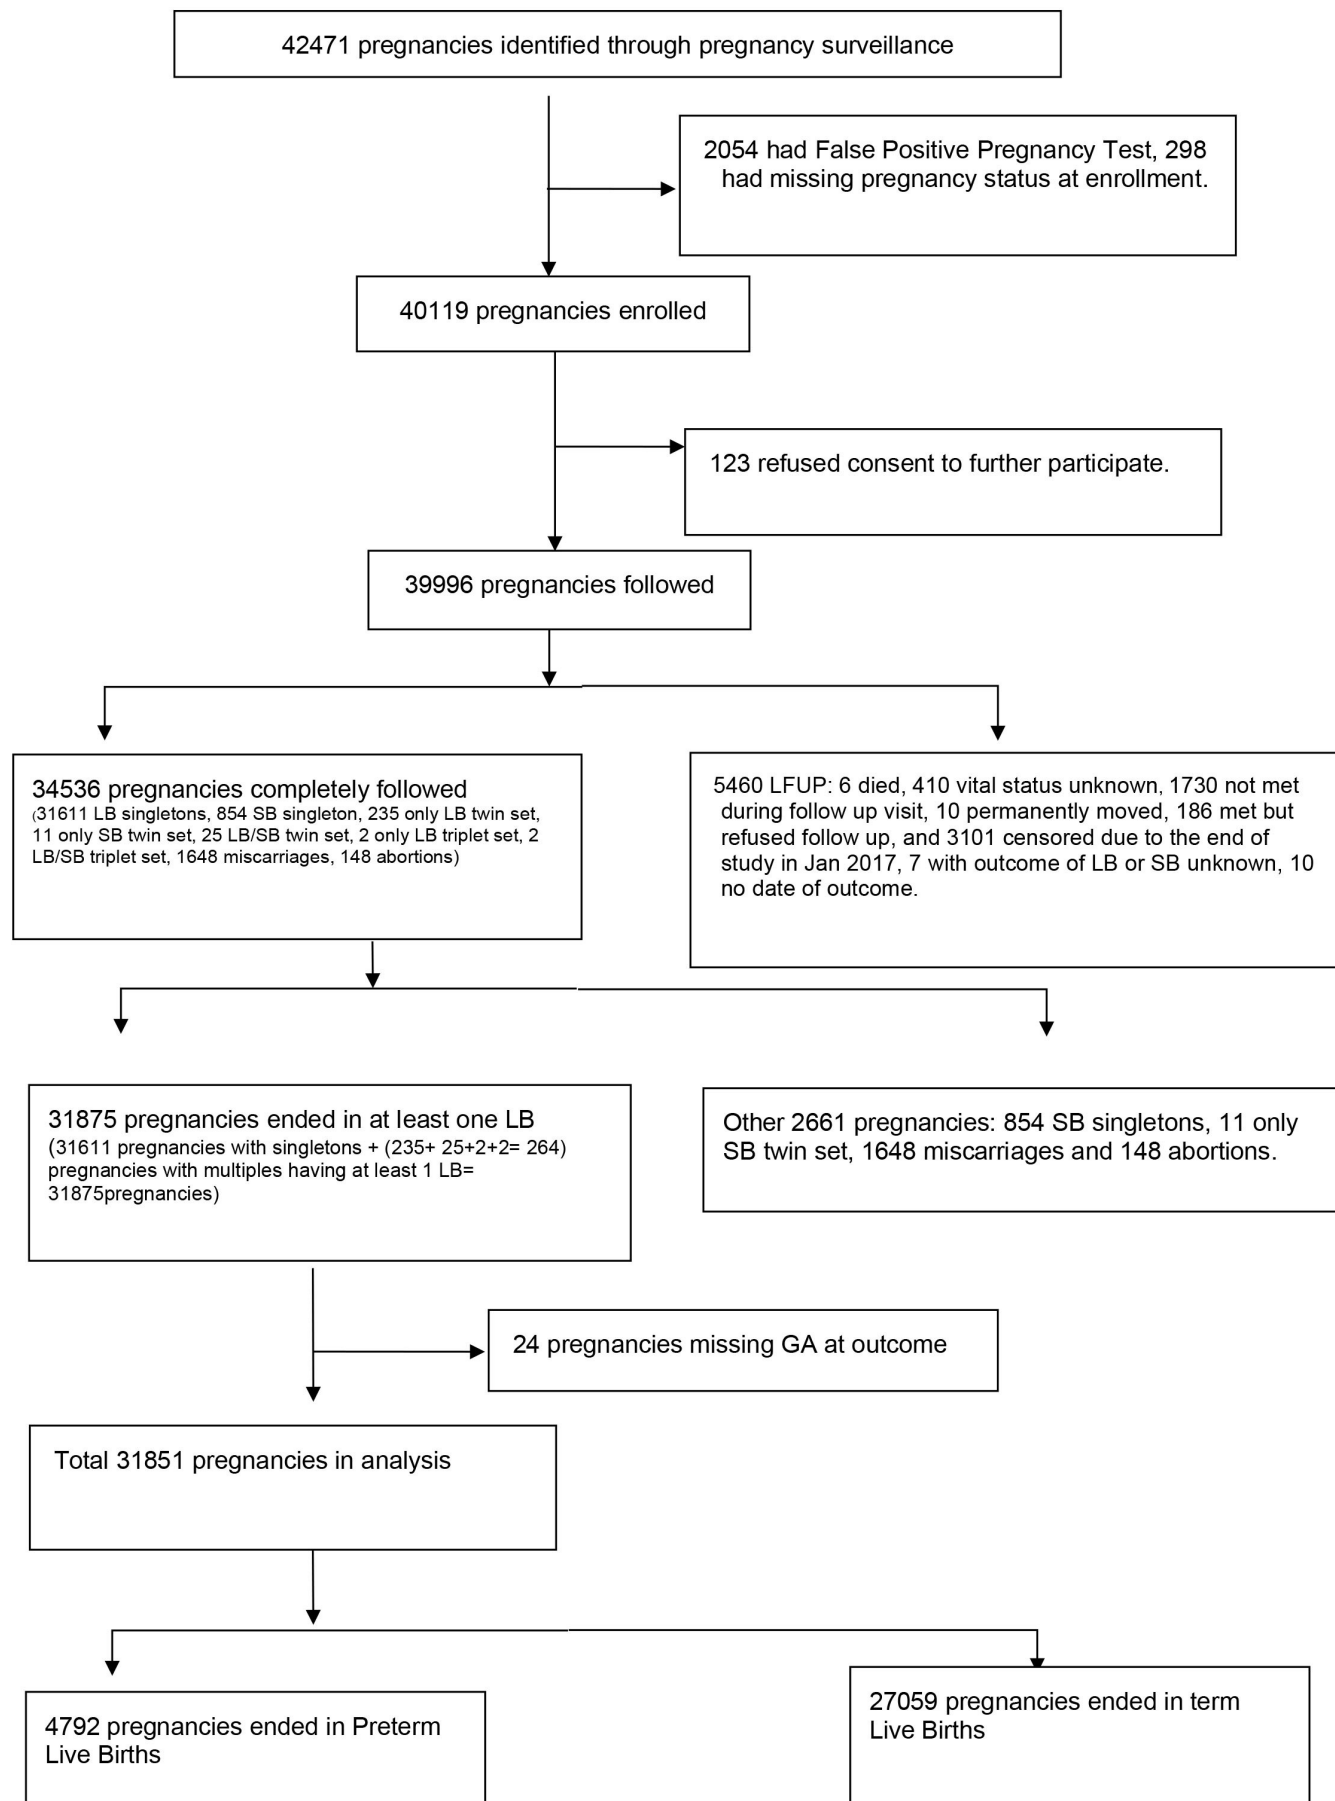 42471 pregnancies identified through pregnancy surveillance
2054 had False Positive Pregnancy Test, 298
had missing pregnancy status at enrollment.
40119 pregnancies enrolled
123 refused consent to further participate.
39996 pregnancies followed
34536 pregnancies completely followed
(31611 LB singletons, 854 SB singleton, 235 only LB twin set,
11 only SB twin set, 25 LB/SB twin set, 2 only LB triplet set, 2
LB/SB triplet set, 1648 miscarriages, 148 abortions)
5460 LFUP: 6 died, 410 vital status unknown, 1730 not met
during follow up visit, 10 permanently moved, 186 met but
refused follow up, and 3101 censored due to the end of
study in Jan 2017, 7 with outcome of LB or SB unknown, 10
no date of outcome.
31875 pregnancies ended in at least one LB
(31611 pregnancies with singletons + (235+ 25+2+2= 264)
pregnancies with multiples having at least 1 LB=
31875pregnancies)
Other 2661 pregnancies: 854 SB singletons, 11 only
SB twin set, 1648 miscarriages and 148 abortions.
24 pregnancies missing GA at outcome
Total 31851 pregnancies in analysis
4792 pregnancies ended in Preterm
Live Births
27059 pregnancies ended in term
Live Births